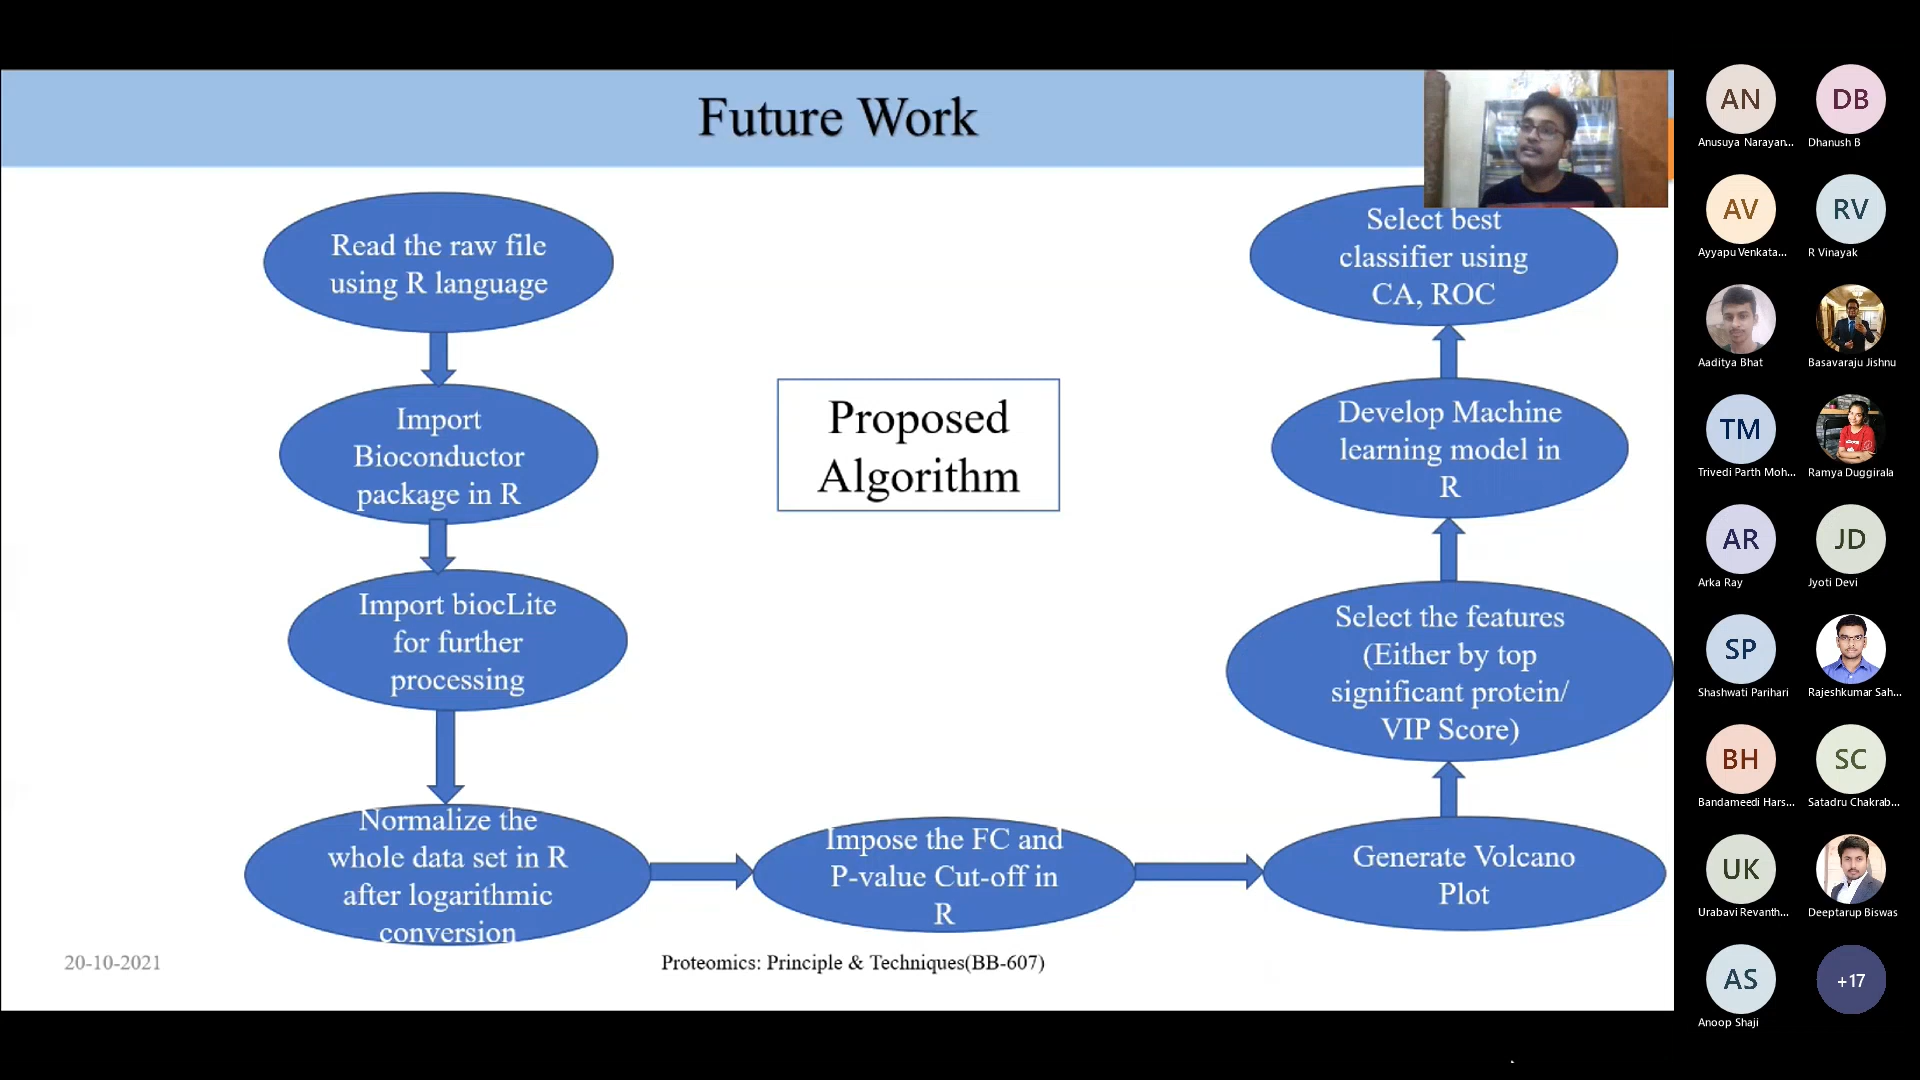 Future Work
Read the raw file
using R language
Import
Bioconductor
package in R
Import biocLite
for further
processing
Normalize the
whole data set in R
after logarithmic
conversion
Impose the FC and
P-value Cut-off in
R
Generate Volcano
Plot
Select the features
(Either by top
significant protein/
VIP Score)
Develop Machine
learning model in
R
Select best
classifier using
CA, ROC
Proposed
Algorithm
20-10-2021
Proteomics: Principle & Techniques(BB-607)
AN
Anusuya Narayan...
DB
Dhanush B
AV
Ayyapu Venkata...
RV
R Vinayak
Aaditya Bhat
Basavaraju Jishnu
TM
Trivedi Parth Moh...
Ramya Duggirala
AR
Arka Ray
JD
Jyoti Devi
SP
Shashwati Parihari
Rajeshkumar Sah...
BH
Bandameedi Hars...
SC
Satadru Chakrab...
UK
Urabavi Revanth...
Deeptarup Biswas
AS
Anoop Shaji
+17